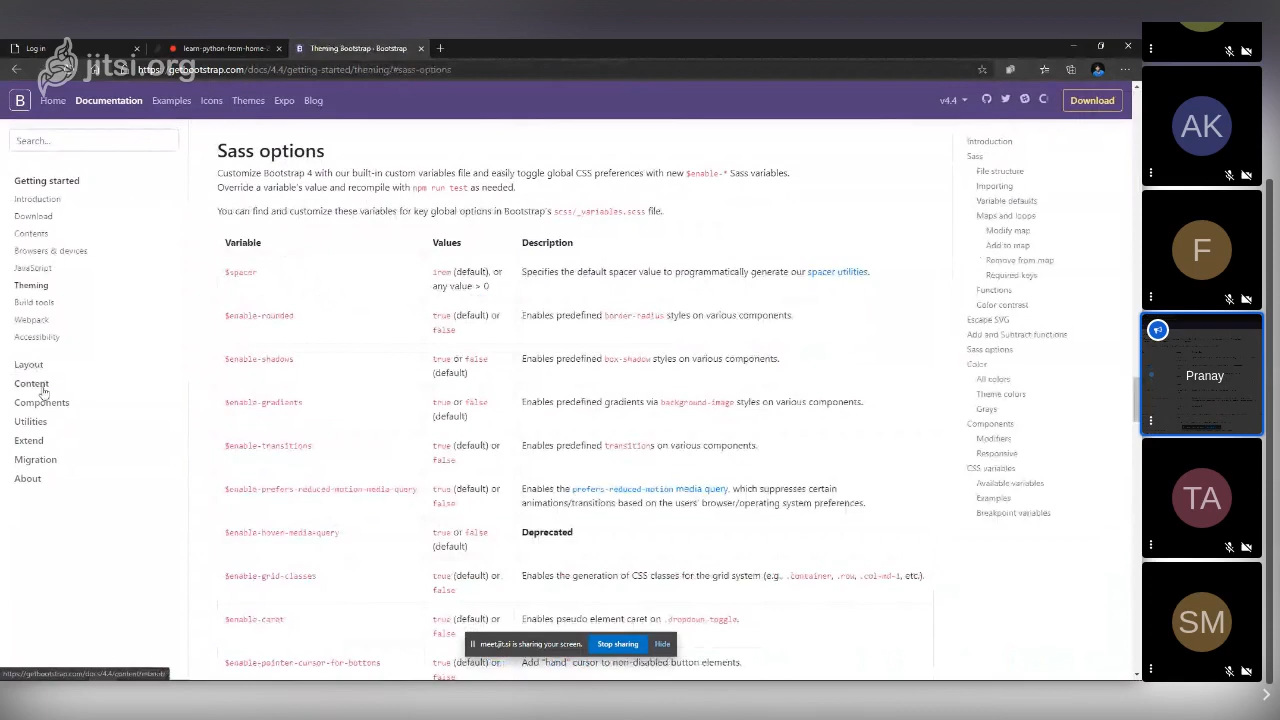 jitsi.org
Log in
learn-python-from-home-
Theming Bootstrap · Bootstrap
https://getbootstrap.com/docs/4.4/getting-started/theming/#sass-options
B
Home
Documentation
Examples
Icons
Themes
Expo
Blog
v4.4
Download
Search...
Getting started
Introduction
Download
Contents
Browsers & devices
JavaScript
Theming
Build tools
Webpack
Accessibility
Layout
Content
Components
Utilities
Extend
Migration
About
Sass options
Customize Bootstrap 4 with our built-in custom variables file and easily toggle global CSS preferences with new $enable-* Sass variables.
Override a variable's value and recompile with npm run test as needed.
You can find and customize these variables for key global options in Bootstrap's scss/_variables.scss file.
Variable Values Description
$spacer 1rem (default), or Specifies the default spacer value to programmatically generate our spacer utilities.
any value > 0
$enable-rounded true (default) or Enables predefined border-radius styles on various components.
false
$enable-shadows true or false Enables predefined box-shadow styles on various components.
(default)
$enable-gradients true or false Enables predefined gradients via background-image styles on various components.
(default)
$enable-transitions true (default) or Enables predefined transitions on various components.
false
$enable-prefers-reduced-motion-media-query true (default) or Enables the prefers-reduced-motion media query, which suppresses certain
false animations/transitions based on the users' browser/operating system preferences.
$enable-hover-media-query true or false Deprecated
(default)
$enable-grid-classes true (default) or Enables the generation of CSS classes for the grid system (e.g., .container, .row, .col-md-1, etc.).
false
$enable-caret true (default) or Enables pseudo element caret on .dropdown-toggle.
false
$enable-pointer-cursor-for-buttons true (default) or Add "hand" cursor to non-disabled button elements.
false
Introduction
Sass
File structure
Importing
Variable defaults
Maps and loops
Modify map
Add to map
Remove from map
Required keys
Functions
Color contrast
Escape SVG
Add and Subtract functions
Sass options
Color
All colors
Theme colors
Grays
Components
Modifiers
Responsive
CSS variables
Available variables
Examples
Breakpoint variables
meet.jit.si is sharing your screen.
Stop sharing
Hide
AK
F
Pranay
TA
SM